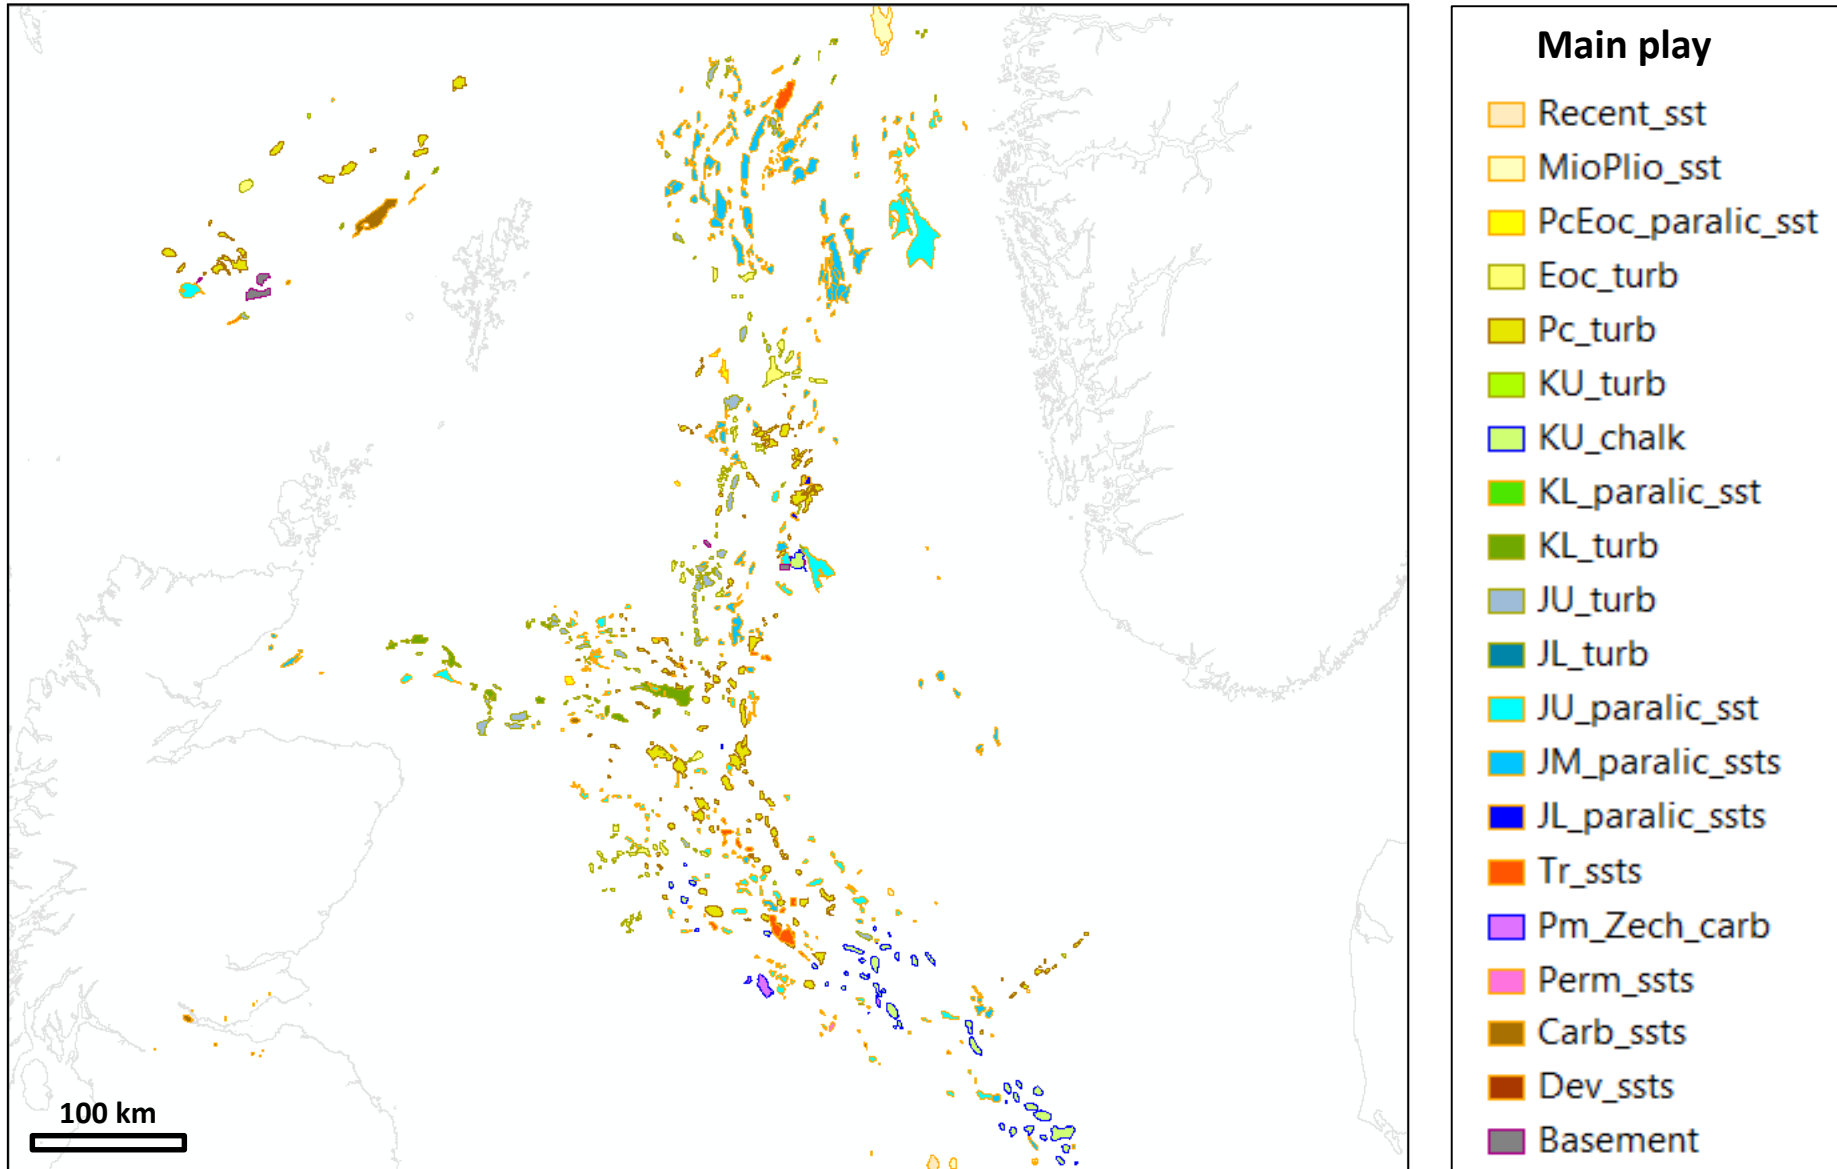 Main play
Recent_sst
MioPlio_sst
PcEoc_paralic_sst
Eoc_turb
Pc_turb
KU_turb
KU_chalk
KL_paralic_sst
KL_turb
JU_turb
JL_turb
JU_paralic_sst
JM_paralic_ssts
JL_paralic_ssts
Tr_ssts
Pm_Zech_carb
Perm_ssts
Carb_ssts
Dev_ssts
Basement
100 km